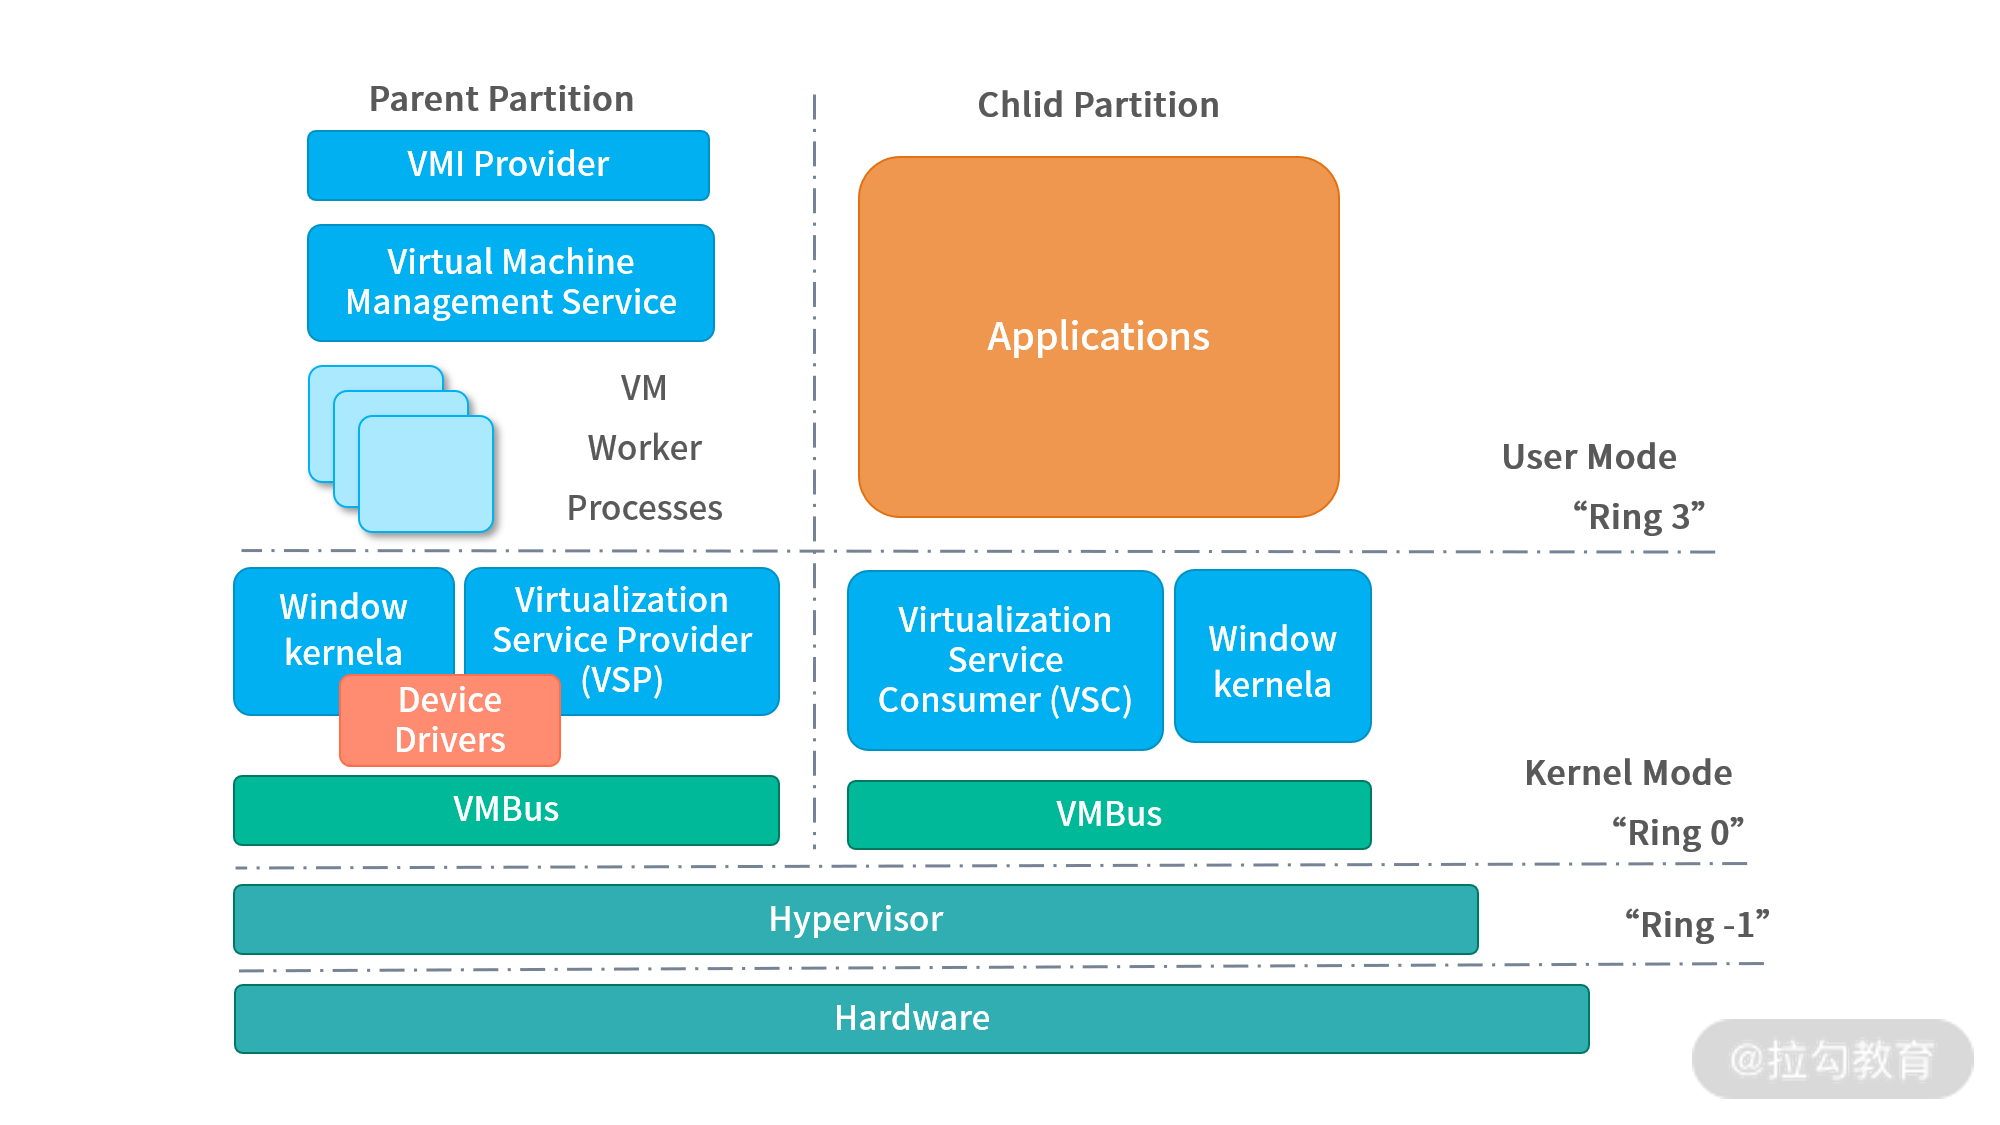 Parent Partition
Chlid Partition
VMI Provider
Virtual Machine
Management Service
VM
Worker
Processes
Applications
User Mode
“Ring 3”
Window
kernela
Virtualization
Service Provider
(VSP)
Device
Drivers
Virtualization
Service
Consumer (VSC)
Window
kernela
VMBus
VMBus
Kernel Mode
“Ring 0”
Hypervisor
“Ring -1”
Hardware
@拉勾教育